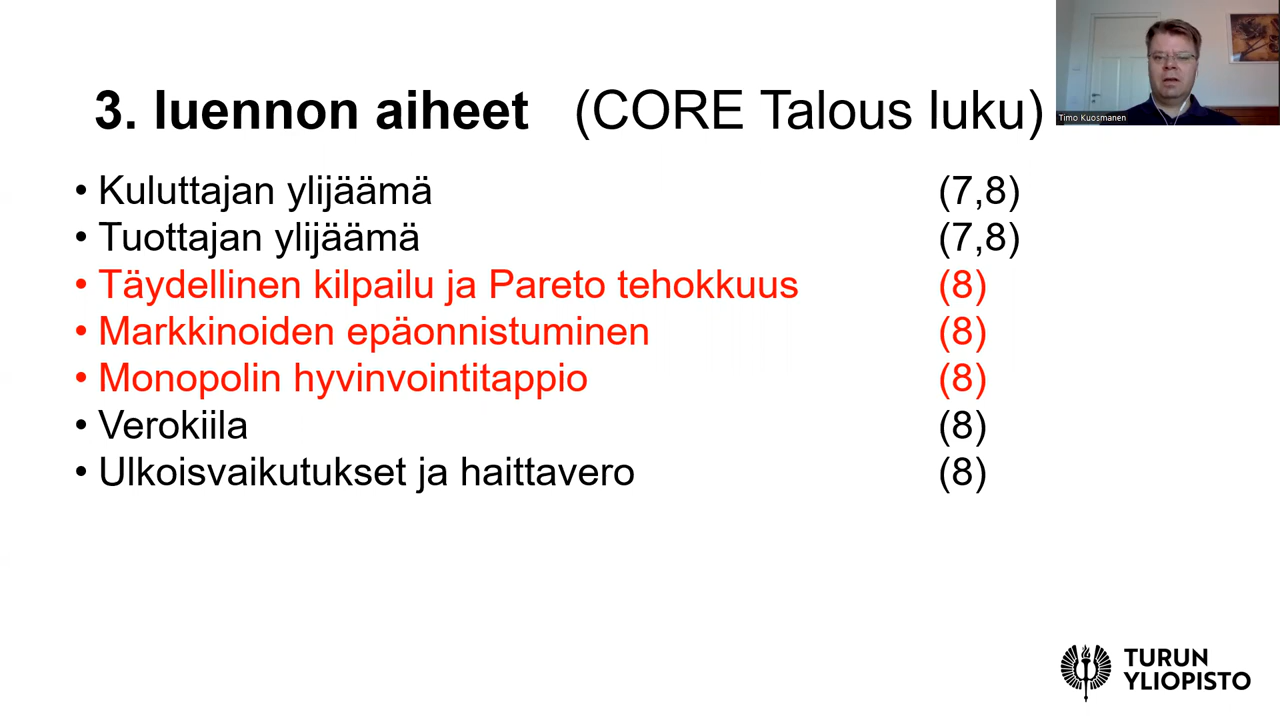 3. luennon aiheet (CORE Talous luku)
Timo Kuosmanen
• Kuluttajan ylijäämä (7,8)
• Tuottajan ylijäämä (7,8)
• Täydellinen kilpailu ja Pareto tehokkuus (8)
• Markkinoiden epäonnistuminen (8)
• Monopolin hyvinvointitappio (8)
• Verokiila (8)
• Ulkoisvaikutukset ja haittavero (8)
TURUN
YLIOPISTO